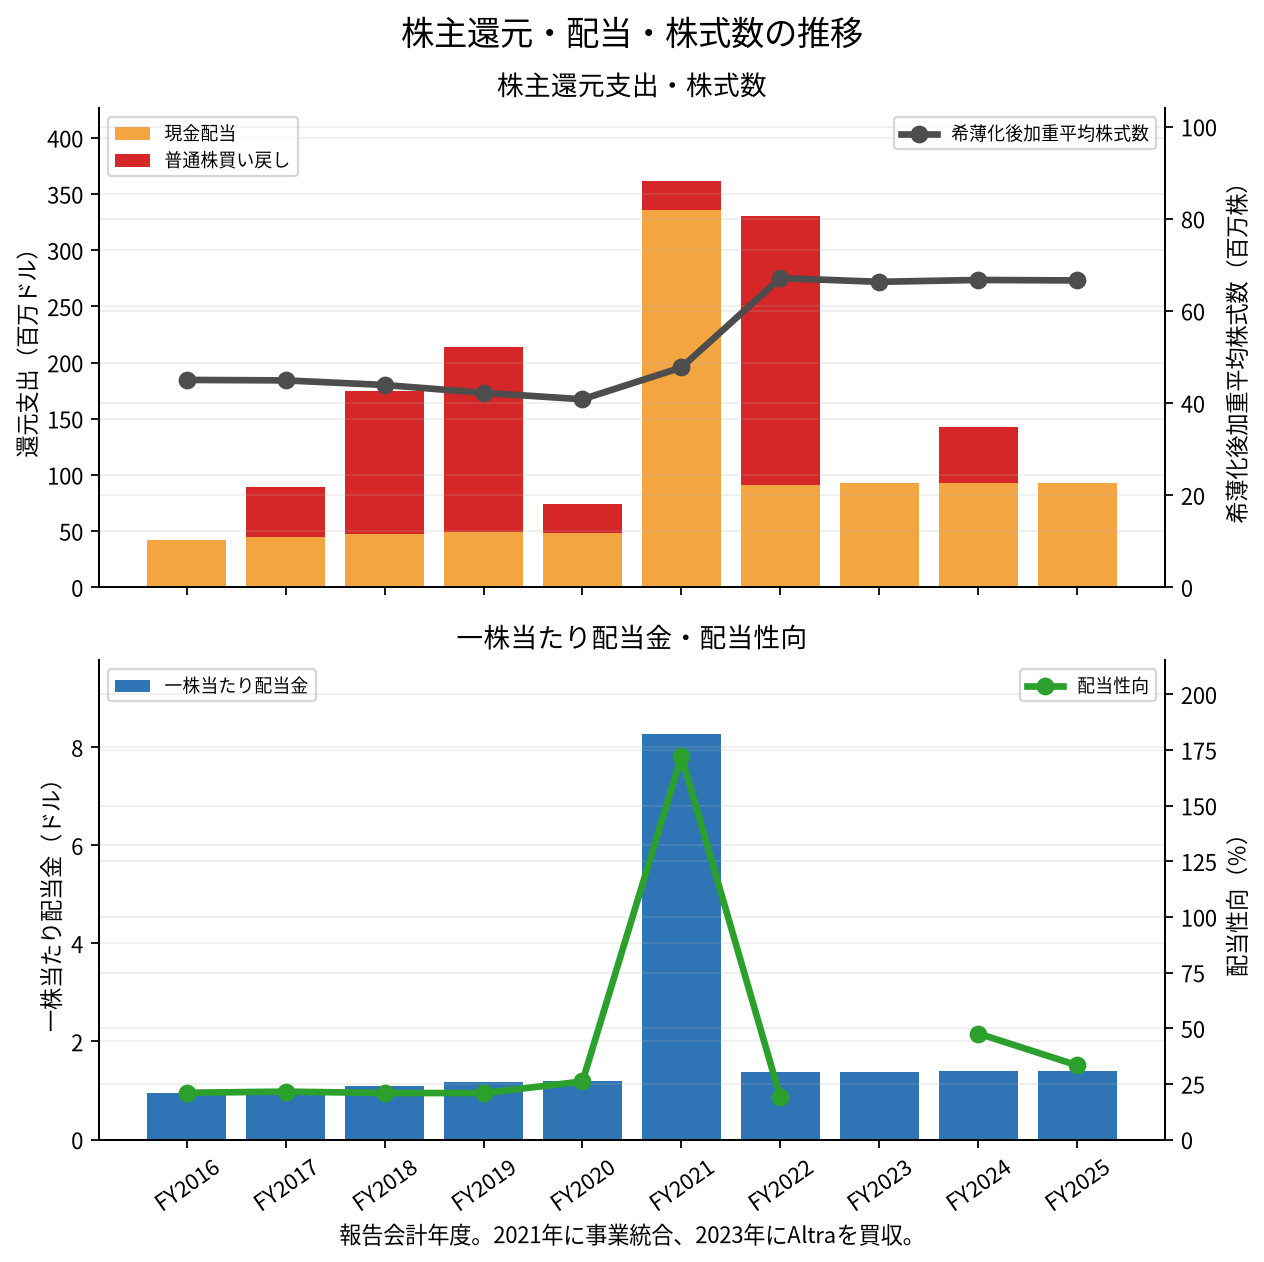 株主還元・配当・株式数の推移
株主還元支出・株式数
現金配当
普通株買い戻し
希薄化後加重平均株式数
還元支出（百万ドル）
400
350
300
250
200
150
100
50
0
100
80
60
40
20
0
希薄化後加重平均株式数（百万株）
一株当たり配当金・配当性向
一株当たり配当金
配当性向
一株当たり配当金（ドル）
8
6
4
2
0
200
175
150
125
100
75
50
25
0
配当性向（%）
FY2016
FY2017
FY2018
FY2019
FY2020
FY2021
FY2022
FY2023
FY2024
FY2025
報告会計年度。2021年に事業統合、2023年にAltraを買収。